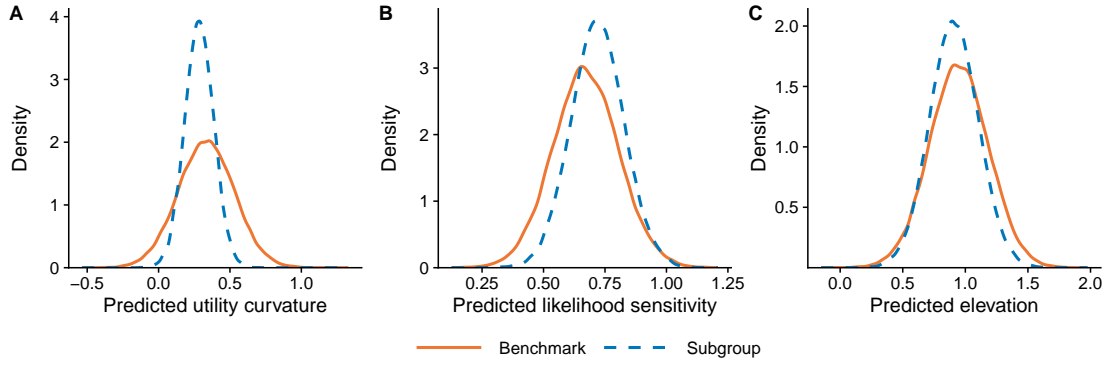 A
Density
4
3
2
1
0
−0.5 0.0 0.5 1.0
Predicted utility curvature
B
Density
3
2
1
0
0.25 0.50 0.75 1.00 1.25
Predicted likelihood sensitivity
C
Density
2.0
1.5
1.0
0.5
0.0 0.5 1.0 1.5 2.0
Predicted elevation
Benchmark Subgroup